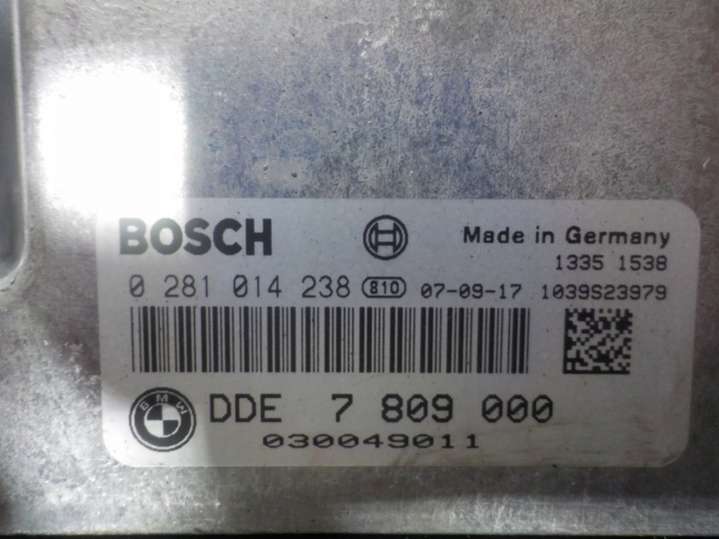 BOSCH Made in Germany
1335 1538
0 281 014 238 810 07-09-17 1039S23979
BMW DDE 7 809 000
030049011